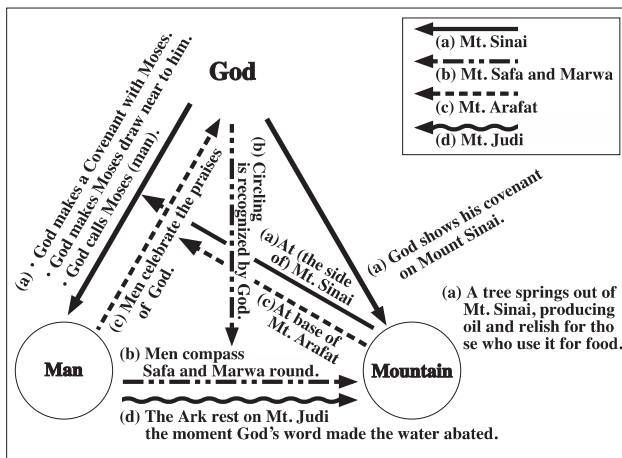 (a) Mt. Sinai
(b) Mt. Safa and Marwa
(c) Mt. Arafat
(d) Mt. Judi
God
(a) · God makes a Covenant with Moses.
· God makes Moses draw near to him.
· God calls Moses (man).
(c) Men celebrate the praises
of God.
(b) Circling
is recognized by God.
(a) At (the side
of) Mt. Sinai
(c) At base of
Mt. Arafat
(a) God shows his covenant
on Mount Sinai.
(a) A tree springs out of
Mt. Sinai, producing
oil and relish for tho
se who use it for food.
Man
(b) Men compass
Safa and Marwa round.
Mountain
(d) The Ark rest on Mt. Judi
the moment God's word made the water abated.